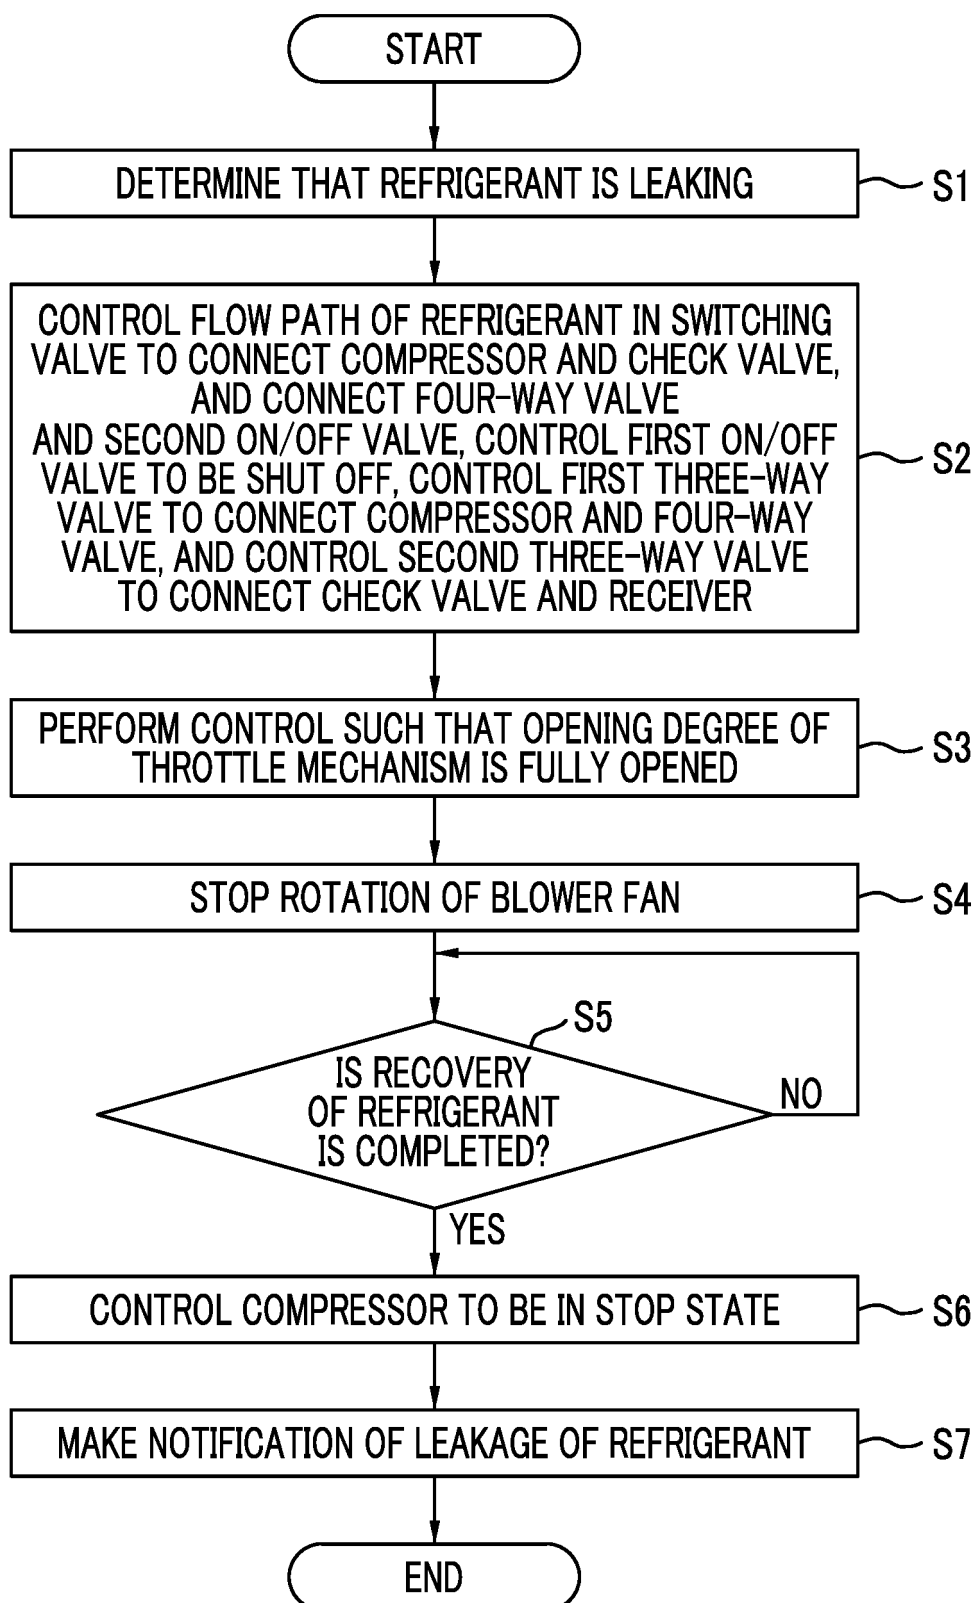 START
DETERMINE THAT REFRIGERANT IS LEAKING
S1
CONTROL FLOW PATH OF REFRIGERANT IN SWITCHING
VALVE TO CONNECT COMPRESSOR AND CHECK VALVE,
AND CONNECT FOUR-WAY VALVE
AND SECOND ON/OFF VALVE, CONTROL FIRST ON/OFF
VALVE TO BE SHUT OFF, CONTROL FIRST THREE-WAY
VALVE TO CONNECT COMPRESSOR AND FOUR-WAY
VALVE, AND CONTROL SECOND THREE-WAY VALVE
TO CONNECT CHECK VALVE AND RECEIVER
S2
PERFORM CONTROL SUCH THAT OPENING DEGREE OF
THROTTLE MECHANISM IS FULLY OPENED
S3
STOP ROTATION OF BLOWER FAN
S4
S5
IS RECOVERY
OF REFRIGERANT
IS COMPLETED?
NO
YES
CONTROL COMPRESSOR TO BE IN STOP STATE
S6
MAKE NOTIFICATION OF LEAKAGE OF REFRIGERANT
S7
END